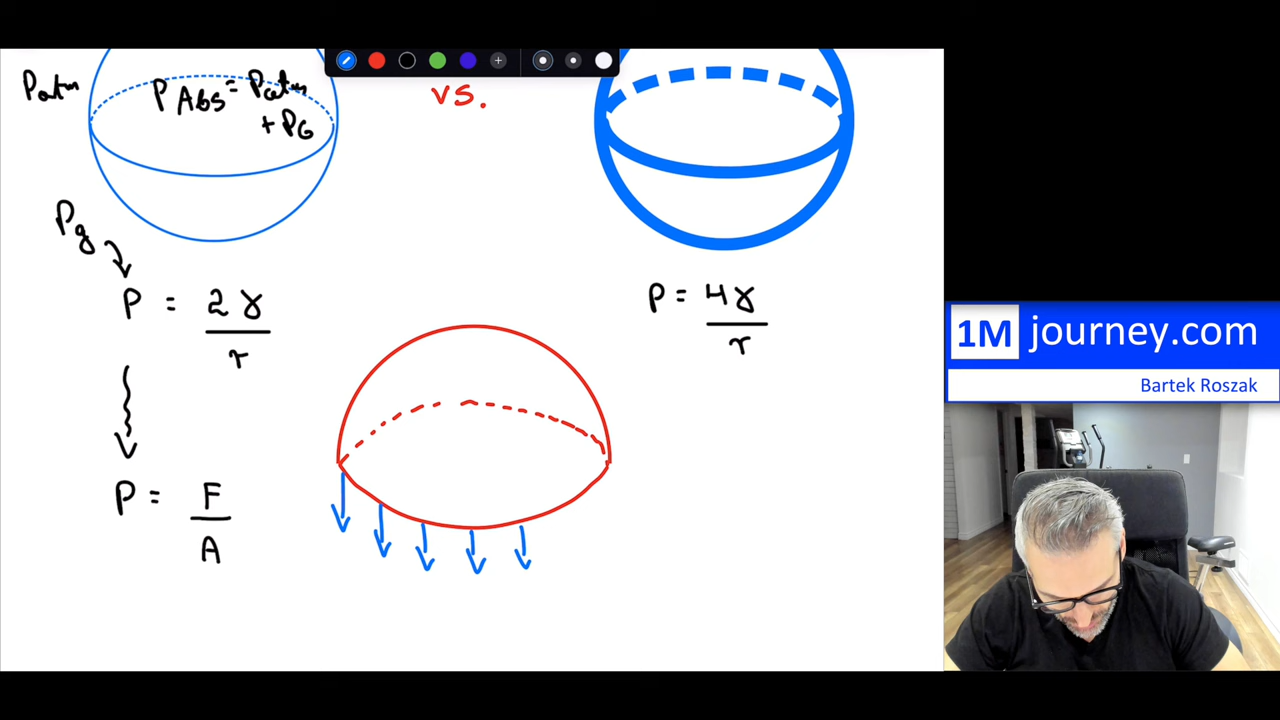 Patm
P Abs = Patm
+ PG
vs.
Pg
P = 2γ
r
P = 4γ
r
P = F
A
1M journey.com
Bartek Roszak